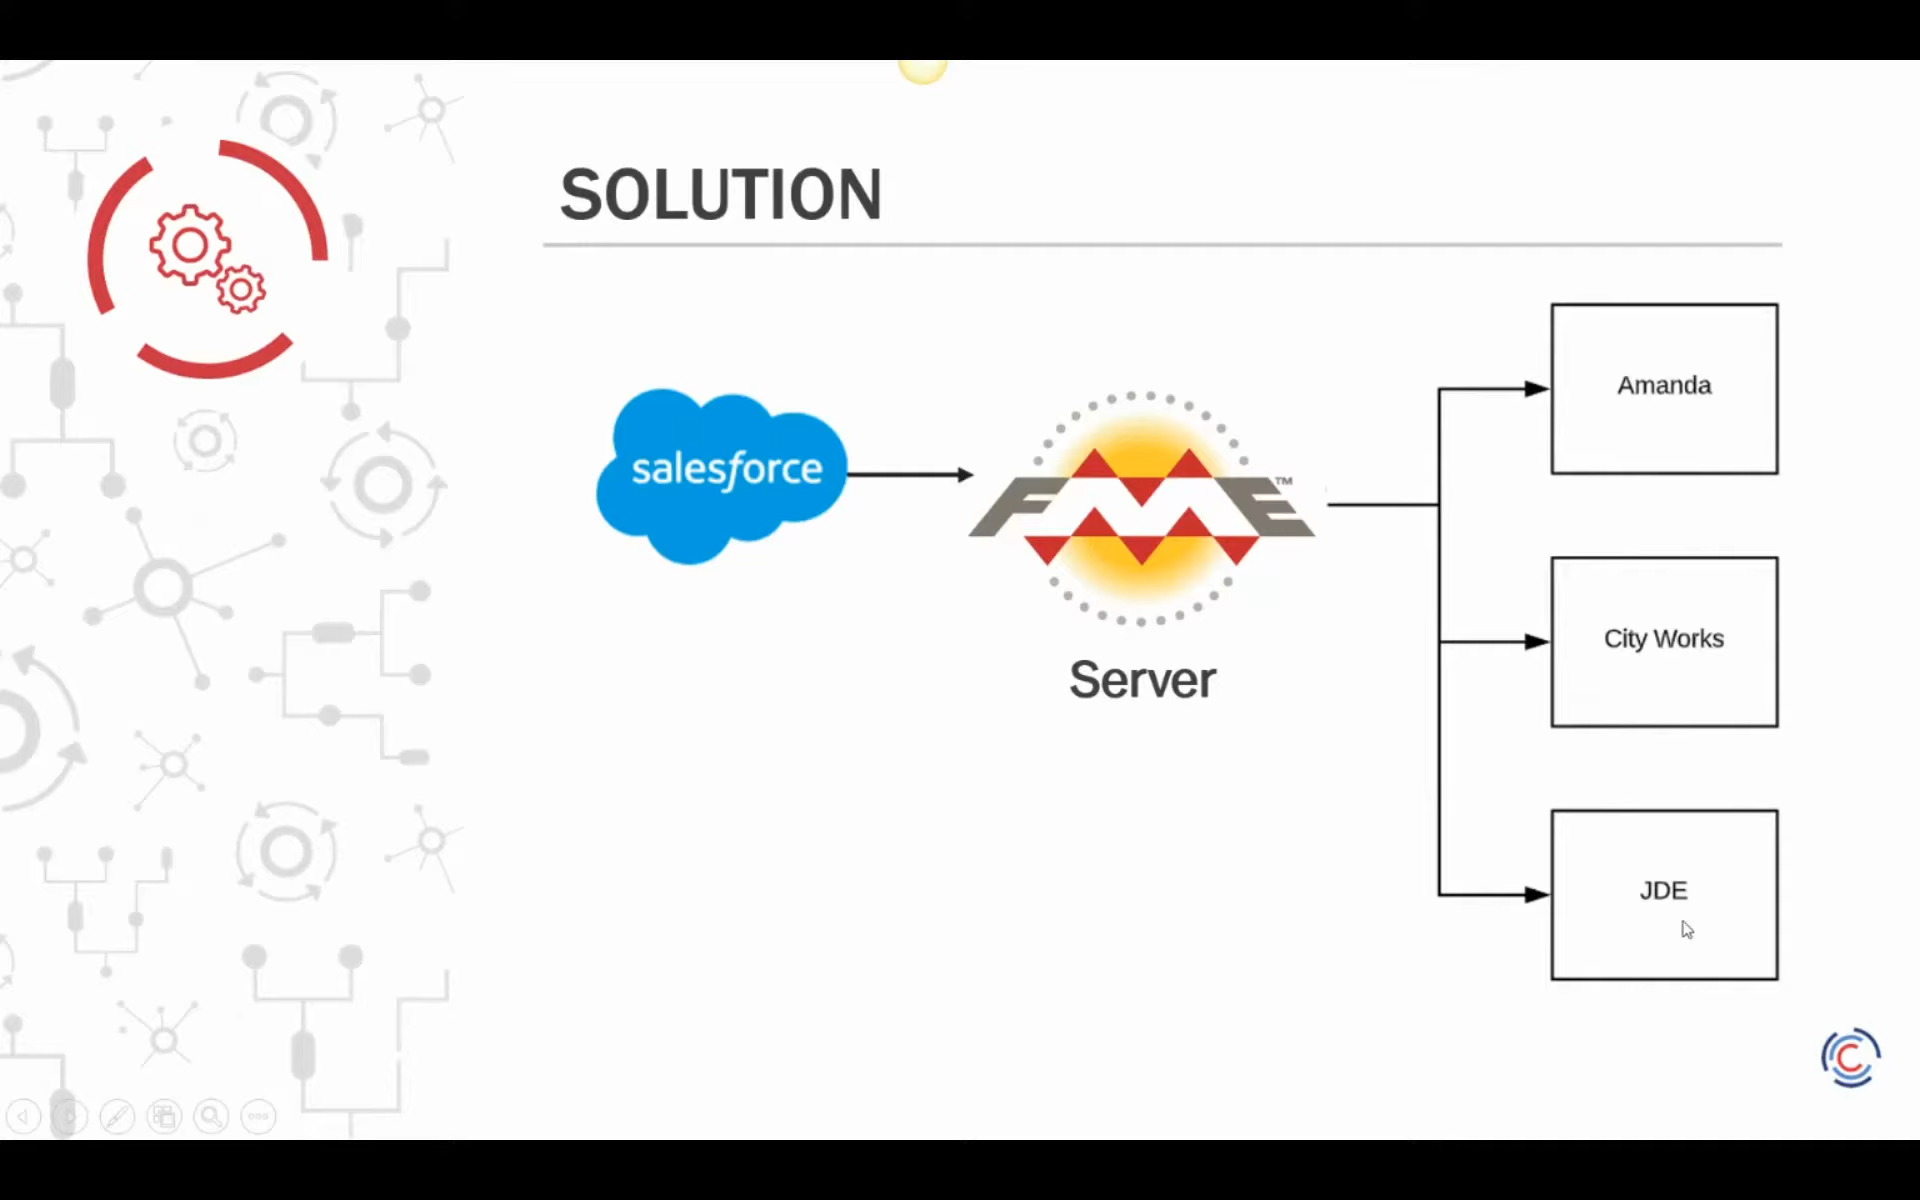 SOLUTION
salesforce
FME™
Server
Amanda
City Works
JDE
C